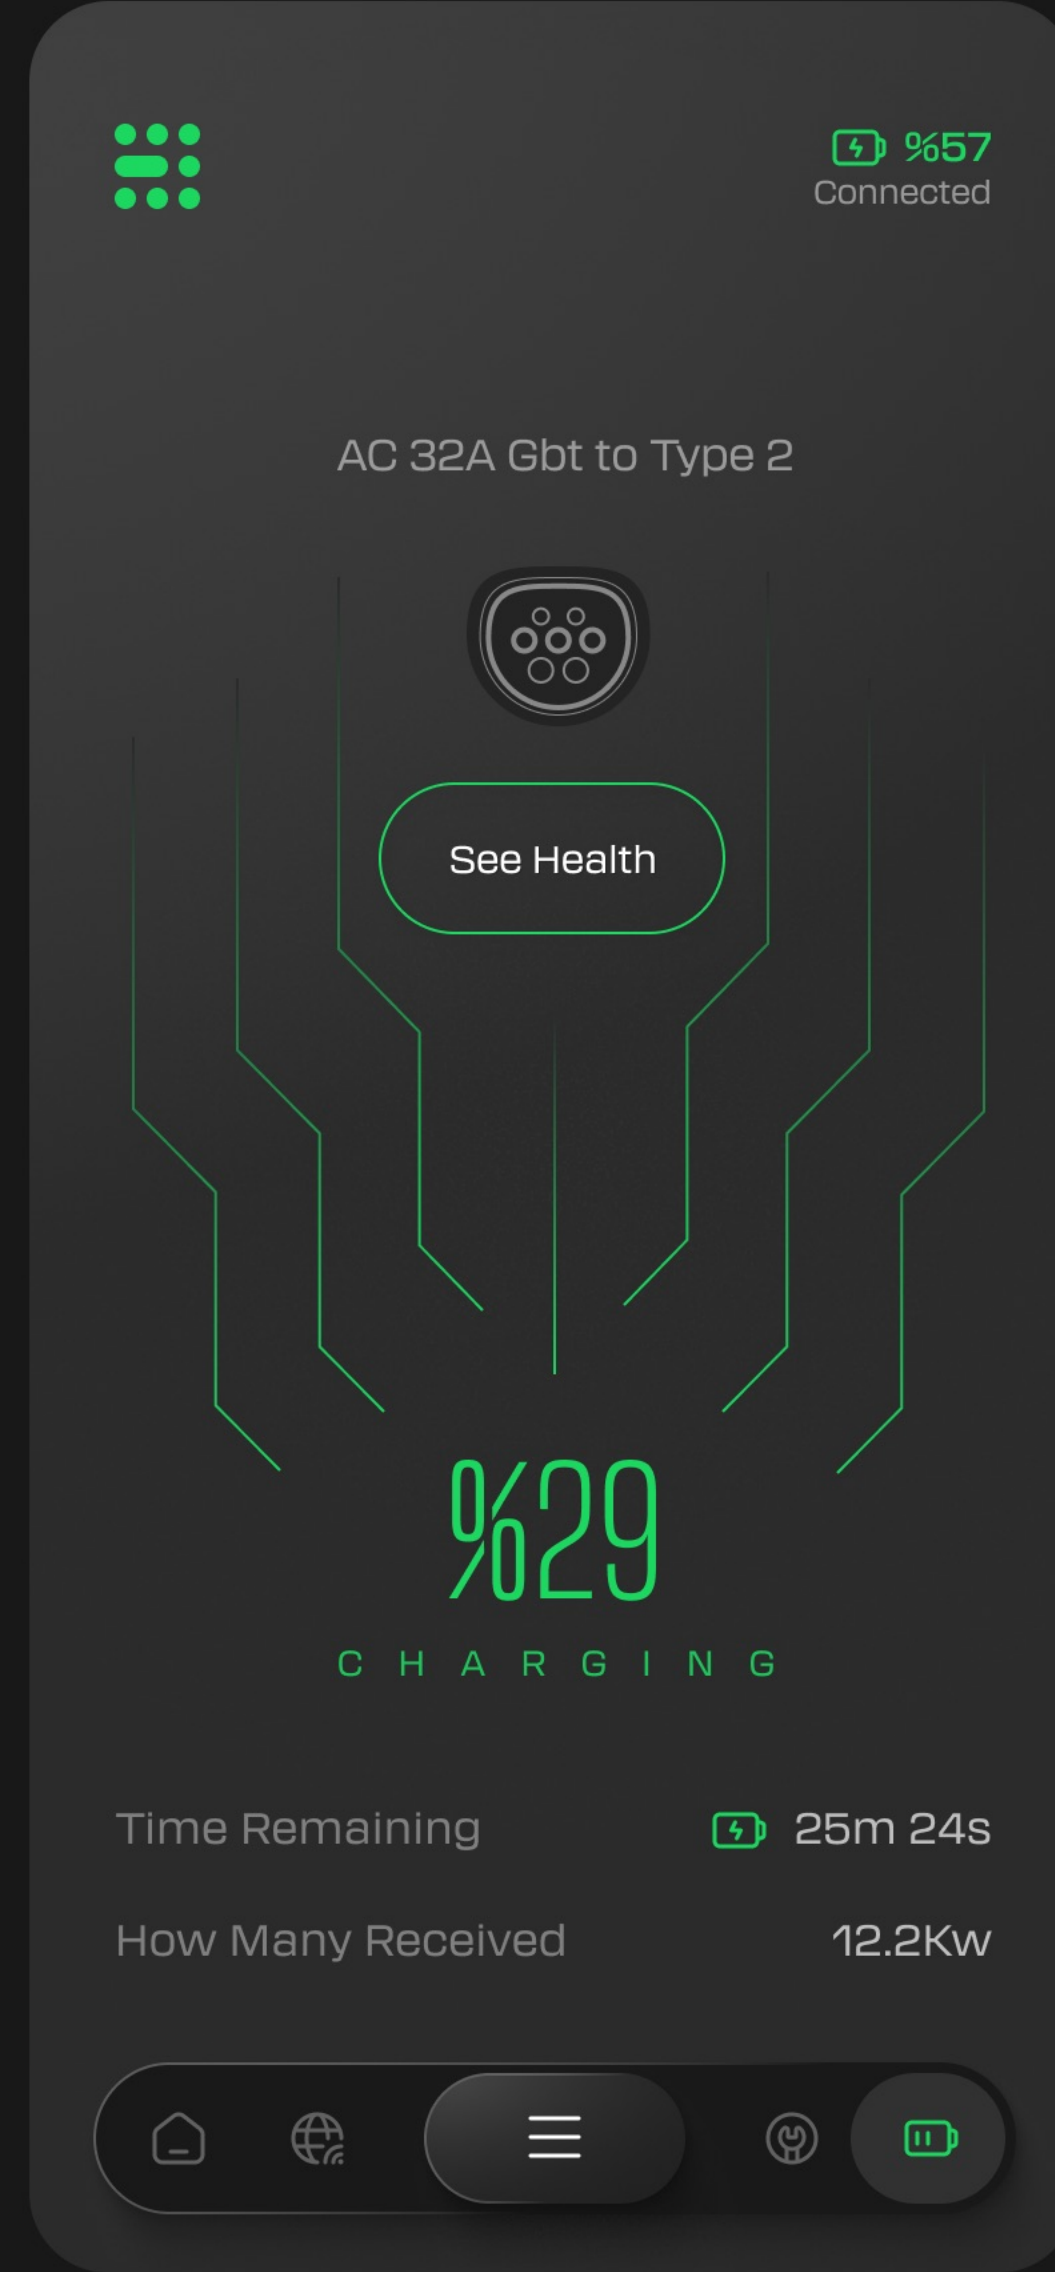 %57
Connected
AC 32A Gbt to Type 2
See Health
%29
CHARGING
Time Remaining 25m 24s
How Many Received 12.2Kw